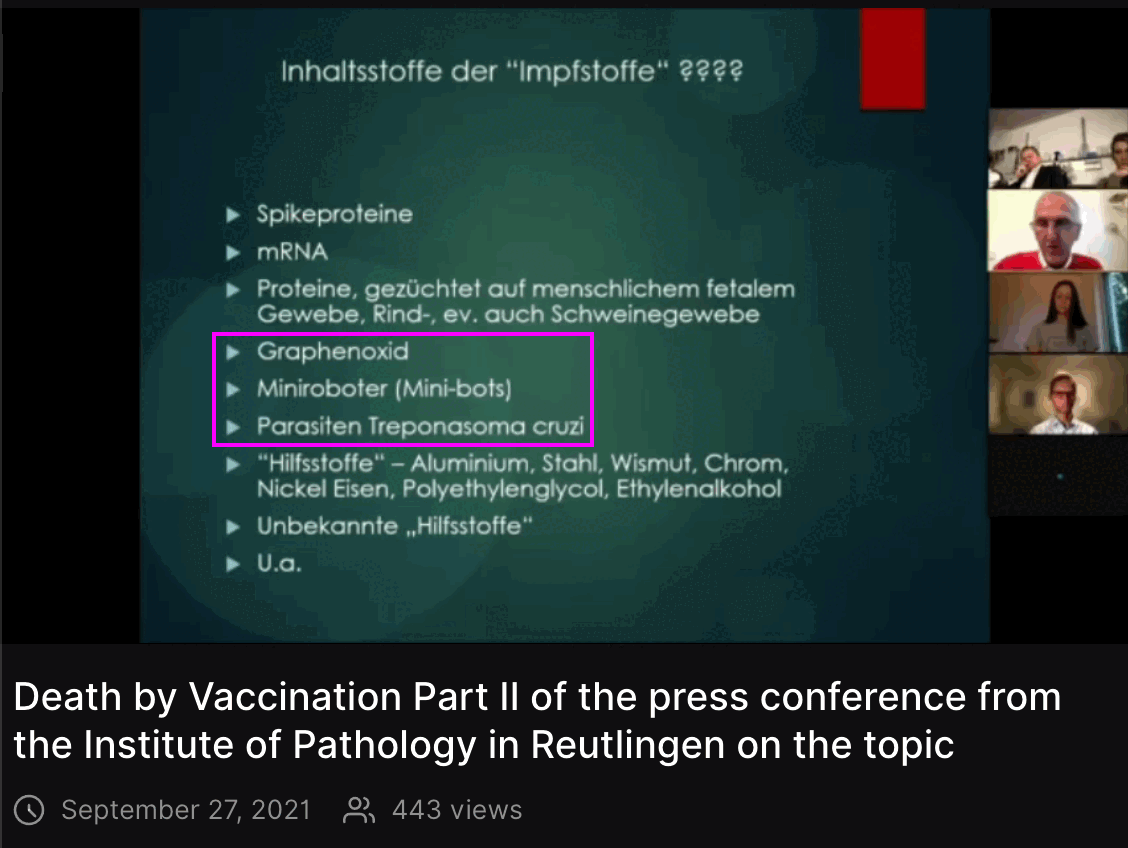 Inhaltsstoffe der “Impfstoffe“ ????
Spikeproteine
mRNA
Proteine, gezüchtet auf menschlichem fetalem
Gewebe, Rind-, ev. auch Schweinegewebe
Graphenoxid
Miniroboter (Mini-bots)
Parasiten Treponasoma cruzi
“Hilfsstoffe“ – Aluminium, Stahl, Wismut, Chrom,
Nickel Eisen, Polyethylenglycol, Ethylenalkohol
Unbekannte „Hilfsstoffe“
U.a.
Death by Vaccination Part II of the press conference from
the Institute of Pathology in Reutlingen on the topic
September 27, 2021 443 views